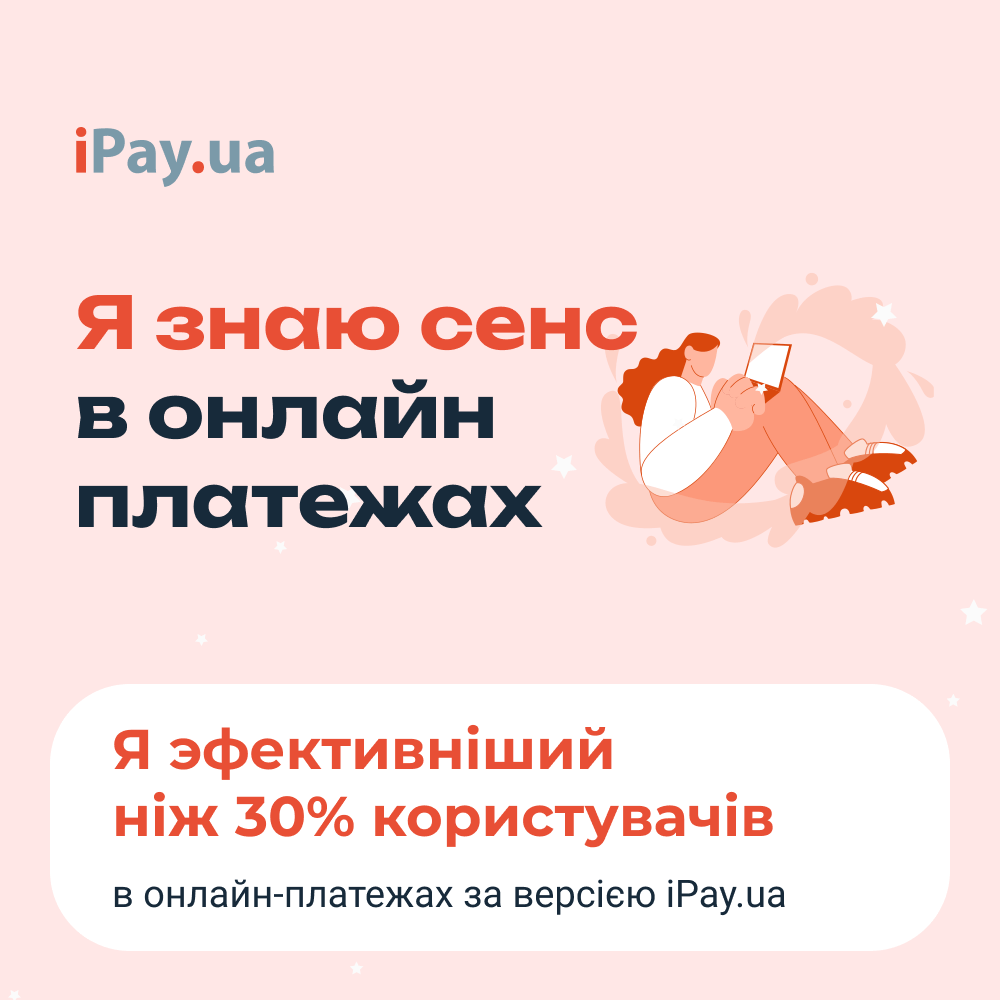 iPay.ua
Я знаю сенс
в онлайн
платежах
Я эфективніший
ніж 30% користувачів
в онлайн-платежах за версією iPay.ua